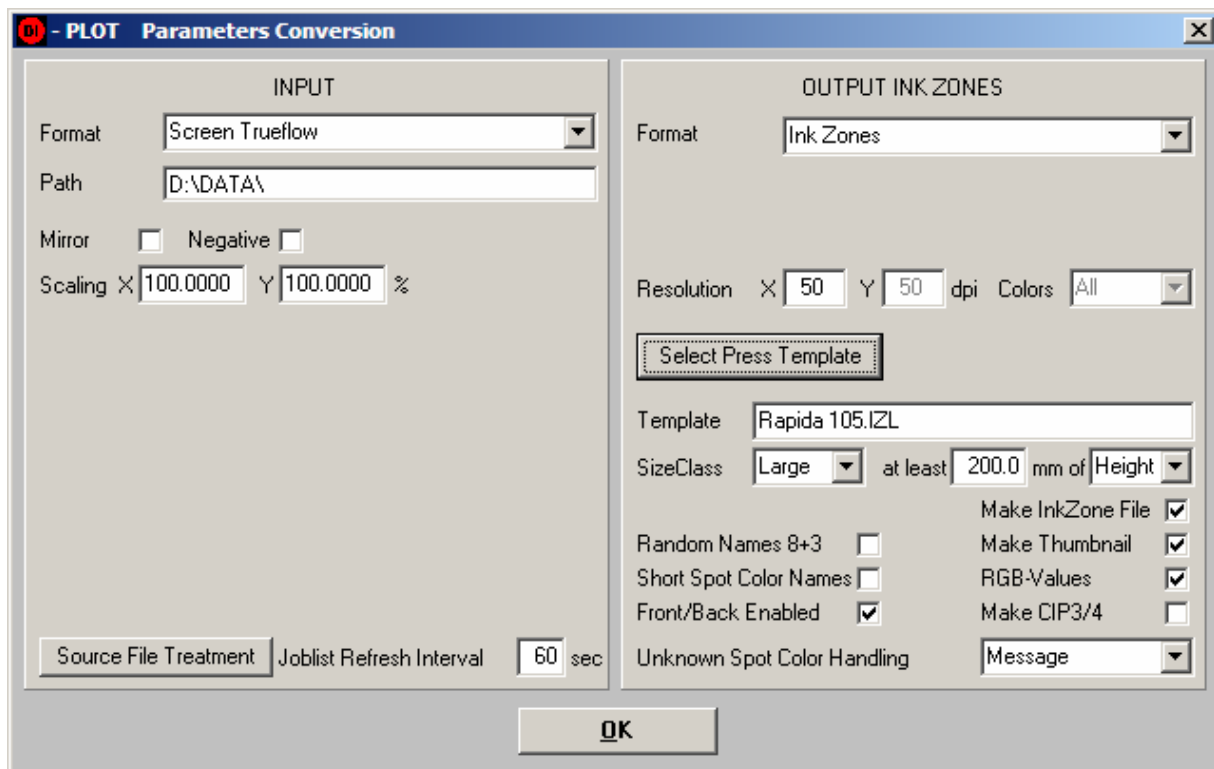 DI - PLOT Parameters Conversion
INPUT
Format Screen Trueflow
Path D:\DATA\
Mirror Negative
Scaling X 100.0000 Y 100.0000 %
Source File Treatment Joblist Refresh Interval 60 sec
OUTPUT INK ZONES
Format Ink Zones
Resolution X 50 Y 50 dpi Colors All
Select Press Template
Template Rapida 105.IZL
SizeClass Large at least 200.0 mm of Height
Make InkZone File
Random Names 8+3 Make Thumbnail
Short Spot Color Names RGB-Values
Front/Back Enabled Make CIP3/4
Unknown Spot Color Handling Message
OK